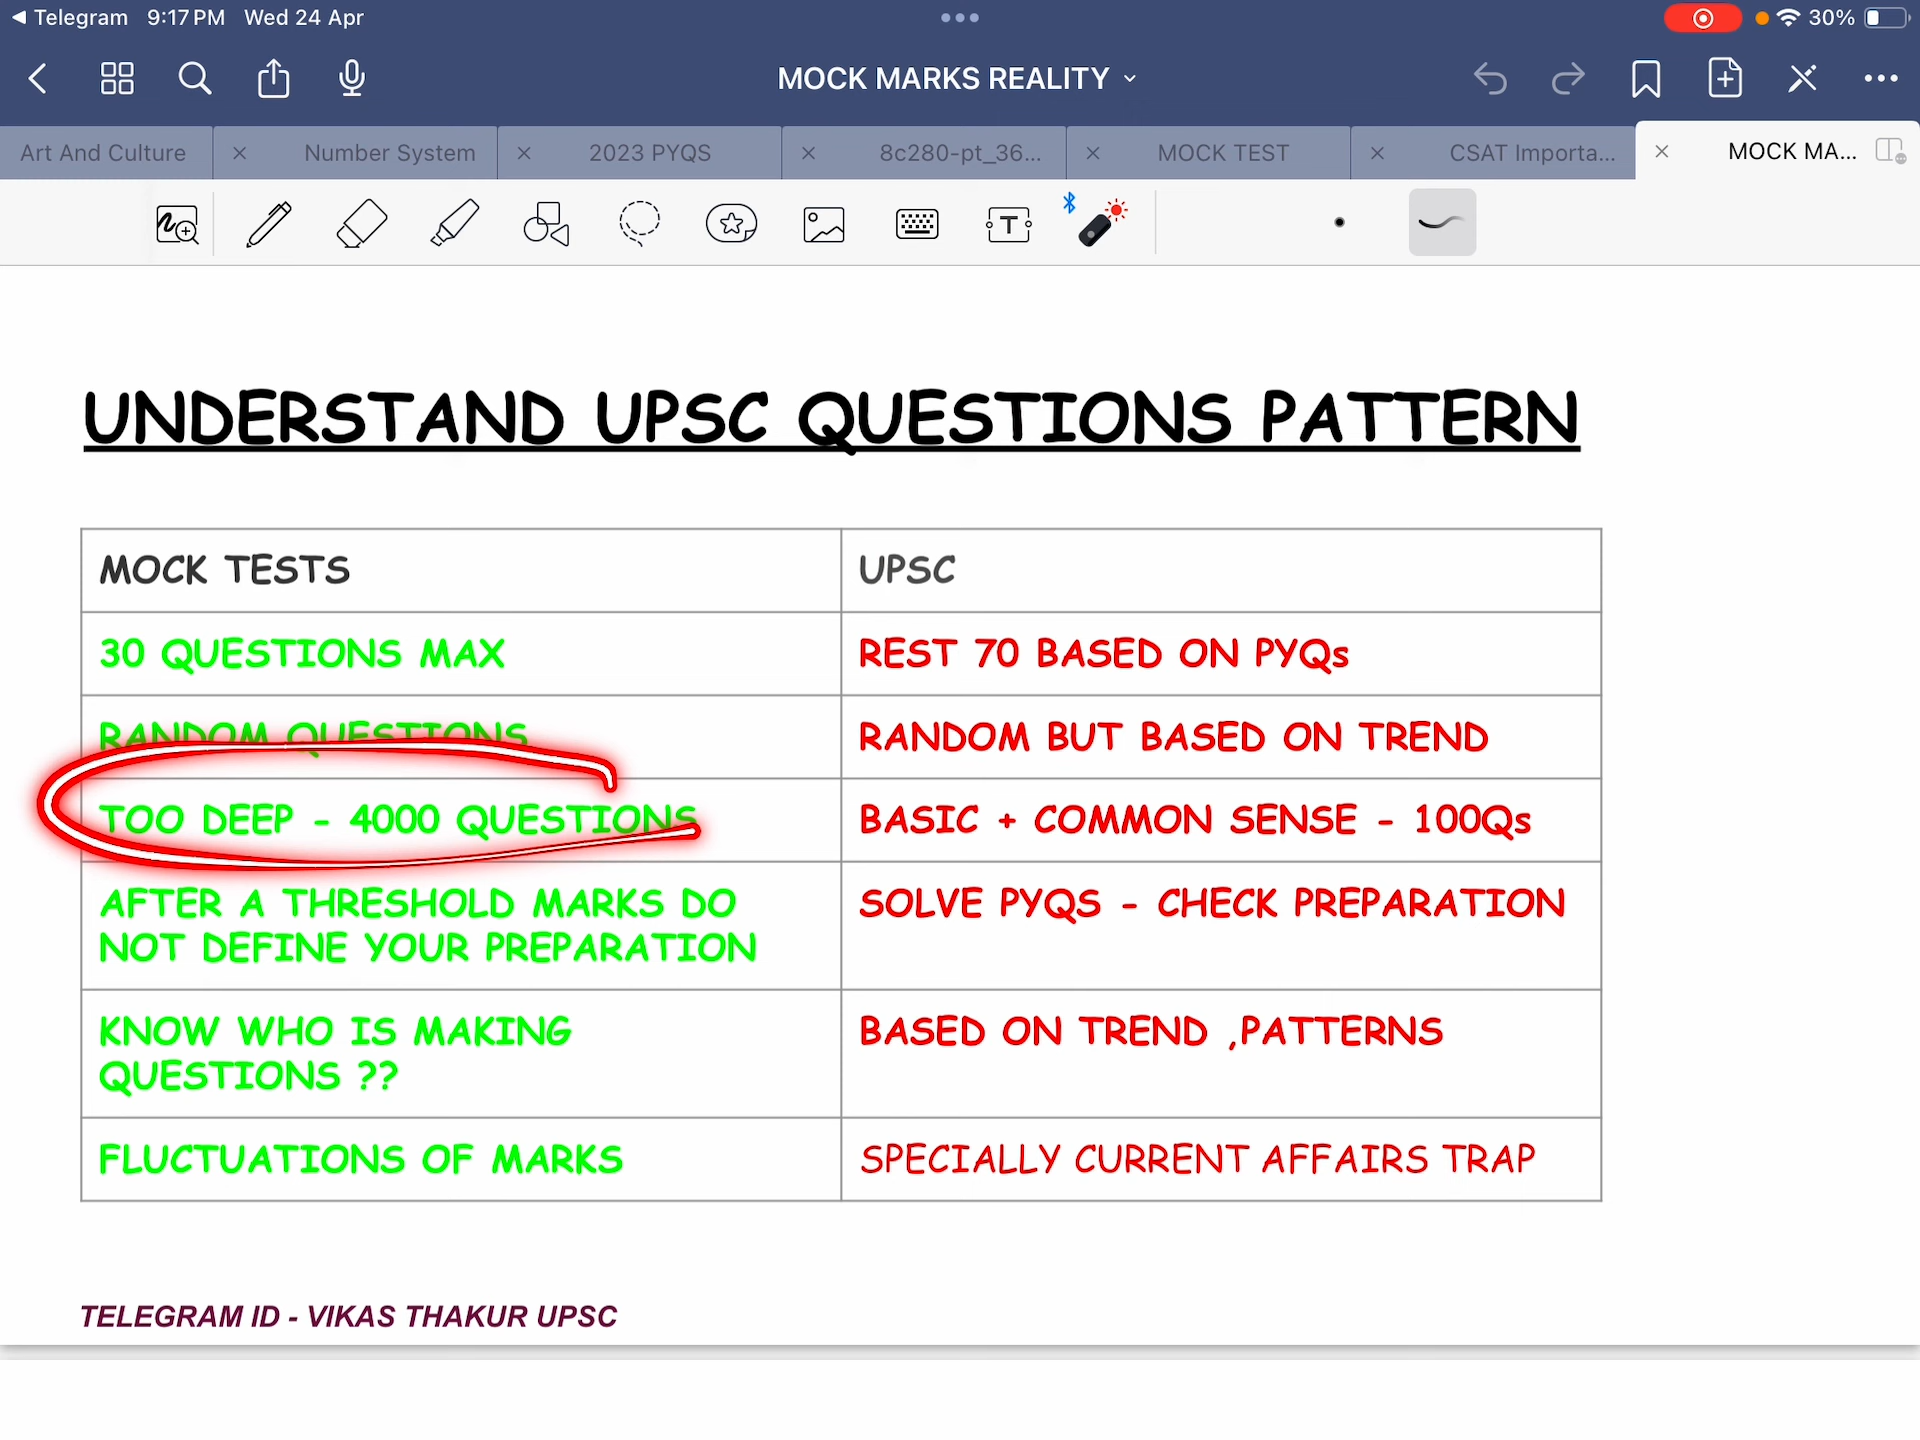 Telegram 9:17 PM Wed 24 Apr 30%
MOCK MARKS REALITY
Art And Culture Number System 2023 PYQS 8c280-pt_36... MOCK TEST CSAT Importa... MOCK MA...
UNDERSTAND UPSC QUESTIONS PATTERN
MOCK TESTS UPSC
30 QUESTIONS MAX REST 70 BASED ON PYQs
RANDOM QUESTIONS RANDOM BUT BASED ON TREND
TOO DEEP - 4000 QUESTIONS BASIC + COMMON SENSE - 100Qs
AFTER A THRESHOLD MARKS DO SOLVE PYQS - CHECK PREPARATION
NOT DEFINE YOUR PREPARATION
KNOW WHO IS MAKING BASED ON TREND ,PATTERNS
QUESTIONS ??
FLUCTUATIONS OF MARKS SPECIALLY CURRENT AFFAIRS TRAP
TELEGRAM ID - VIKAS THAKUR UPSC